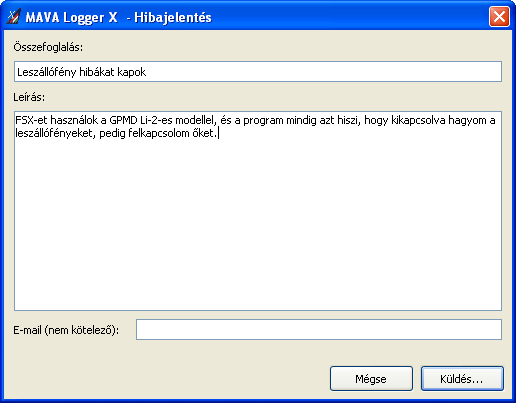 MAVA Logger X - Hibajelentés
Összefoglalás:
Leszállófény hibákat kapok
Leírás:
FSX-et használok a GPMD Li-2-es modellel, és a program mindig azt hiszi, hogy kikapcsolva hagyom a
leszállófényeket, pedig felkapcsolom őket.
E-mail (nem kötelező):
Mégse
Küldés...